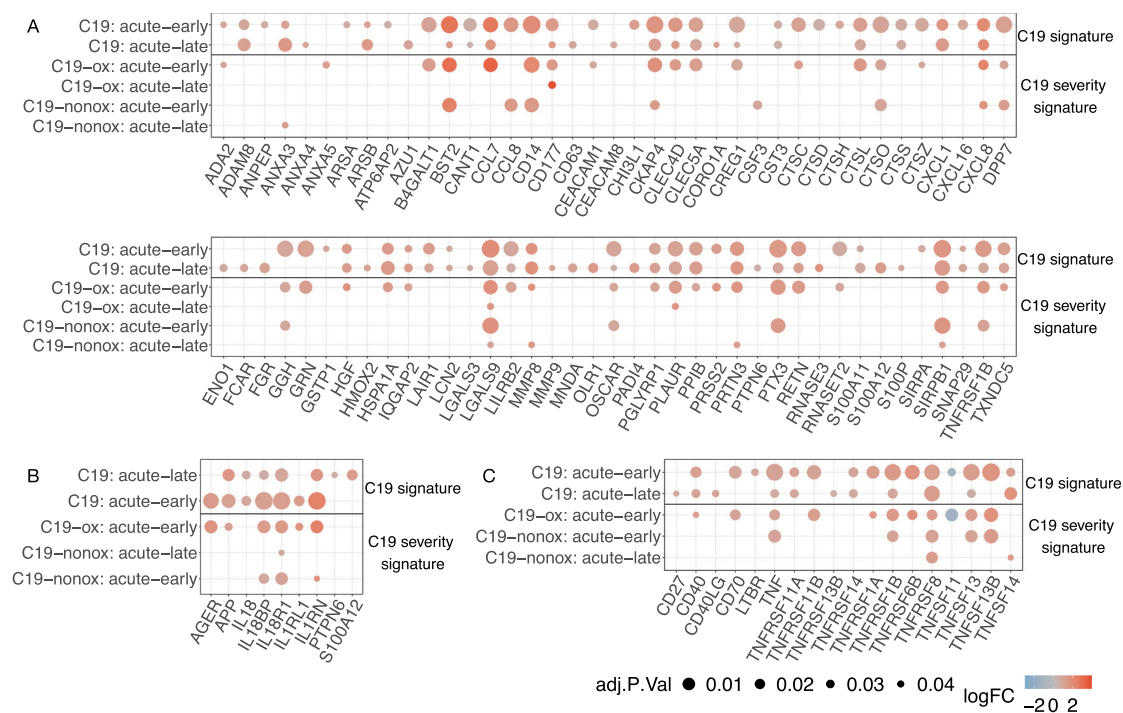 A
C19: acute−early
C19: acute−late
C19−ox: acute−early
C19−ox: acute−late
C19−nonox: acute−early
C19−nonox: acute−late
C19 signature
C19 severity
signature
ADA2 ADAM8 ANPEP ANXA3 ANXA4 ANXA5 ARSA ARSB ATP6AP2 AZU1 B4GALT1 BST2 CANT1 CCL7 CCL8 CD14 CD177 CD63 CEACAM1 CEACAM8 CHI3L1 CKAP4 CLEC4D CLEC5A CORO1A CREG1 CSF3 CST3 CTSC CTSD CTSH CTSL CTSO CTSS CTSZ CXCL1 CXCL16 CXCL8 DPP7
C19: acute−early
C19: acute−late
C19−ox: acute−early
C19−ox: acute−late
C19−nonox: acute−early
C19−nonox: acute−late
C19 signature
C19 severity
signature
ENO1 FCAR FGR GGH GRN GSTP1 HGF HMOX2 HSPA1A IQGAP2 LAIR1 LCN2 LGALS3 LGALS9 LILRB2 MMP8 MMP9 MNDA OLR1 OSCAR PADI4 PGLYRP1 PLAUR PPIB PRSS2 PRTN3 PTPN6 PTX3 RETN RNASE3 RNASET2 S100A11 S100A12 S100P SIRPA SIRPB1 SNAP29 TNFRSF1B TXNDC5
B
C19: acute−late
C19: acute−early
C19−ox: acute−early
C19−nonox: acute−late
C19−nonox: acute−early
C19 signature
C19 severity
signature
AGER APP IL18 IL18BP IL18R1 IL1RL1 IL1RN PTPN6 S100A12
C
C19: acute−early
C19: acute−late
C19−ox: acute−early
C19−nonox: acute−early
C19−nonox: acute−late
C19 signature
C19 severity
signature
CD27 CD40 CD40LG CD70 LTBR TNF TNFRSF11A TNFRSF11B TNFRSF13B TNFRSF14 TNFRSF1A TNFRSF1B TNFRSF6B TNFRSF8 TNFSF11 TNFSF13 TNFSF13B TNFSF14
adj.P.Val 0.01 0.02 0.03 0.04
logFC
−2 0 2